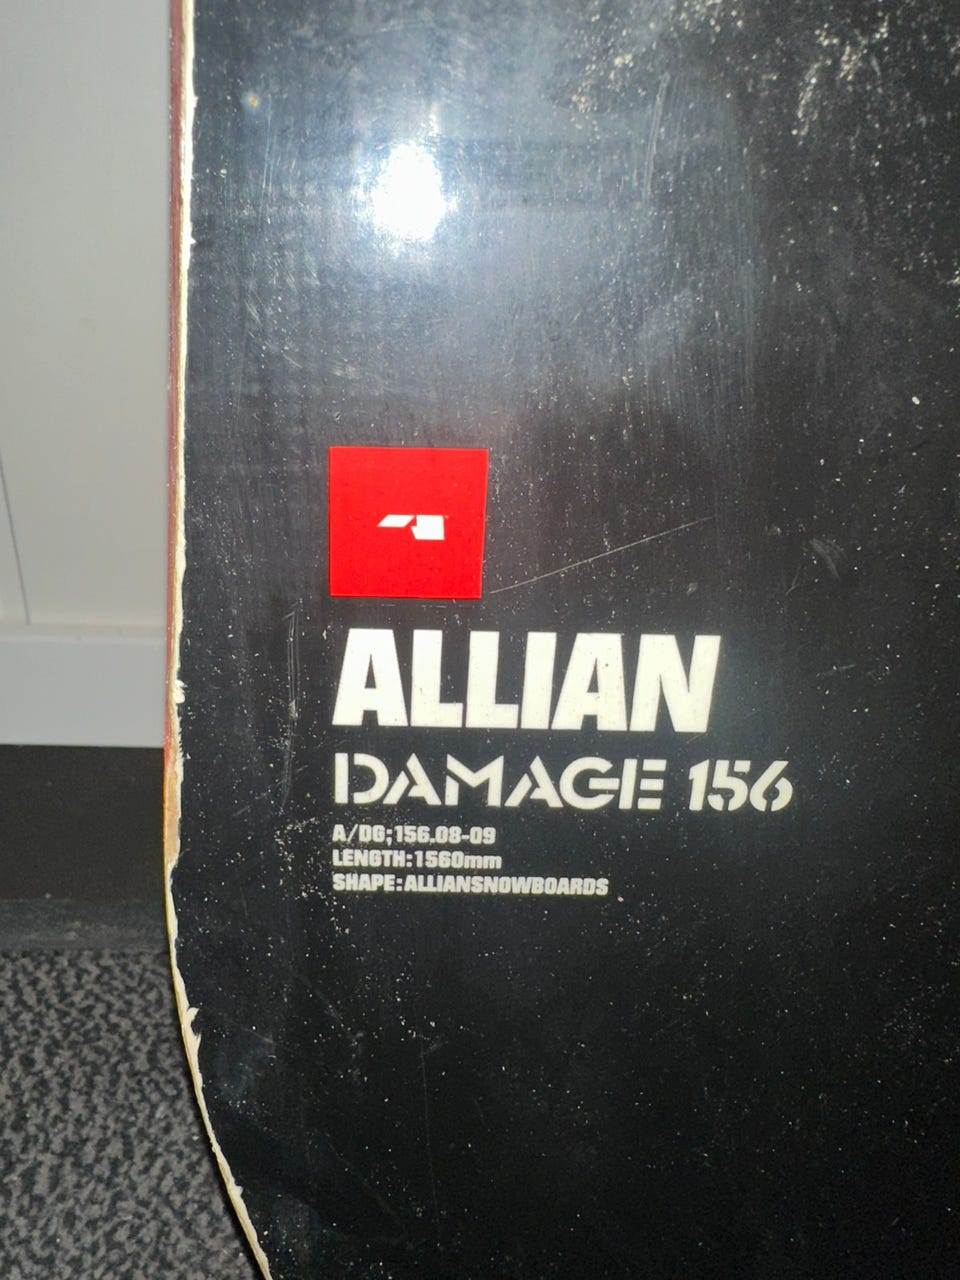 ALLIAN
DAMAGE 156
A/DG;156.08-09
LENGTH:1560mm
SHAPE:ALLIANSNOWBOARDS